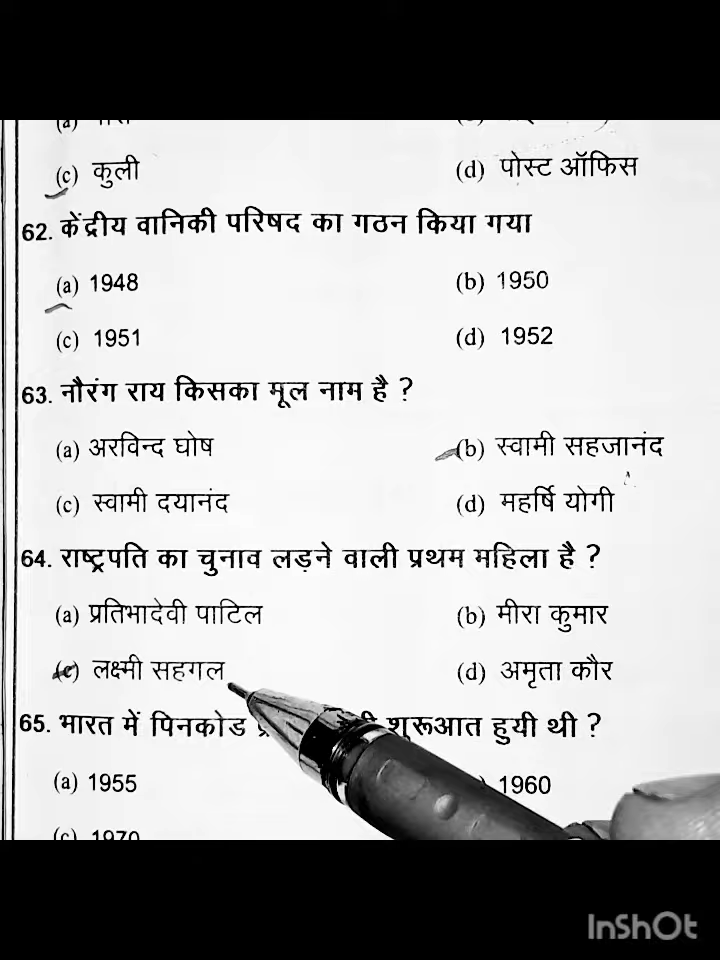 (c) कुली (d) पोस्ट ऑफिस
62. केंद्रीय वानिकी परिषद का गठन किया गया
(a) 1948 (b) 1950
(c) 1951 (d) 1952
63. नौरंग राय किसका मूल नाम है ?
(a) अरविन्द घोष (b) स्वामी सहजानंद
(c) स्वामी दयानंद (d) महर्षि योगी
64. राष्ट्रपति का चुनाव लड़ने वाली प्रथम महिला है ?
(a) प्रतिभादेवी पाटिल (b) मीरा कुमार
(c) लक्ष्मी सहगल (d) अमृता कौर
65. भारत में पिनकोड शुरूआत हुयी थी ?
(a) 1955 1960
(c) 1970
InShOt